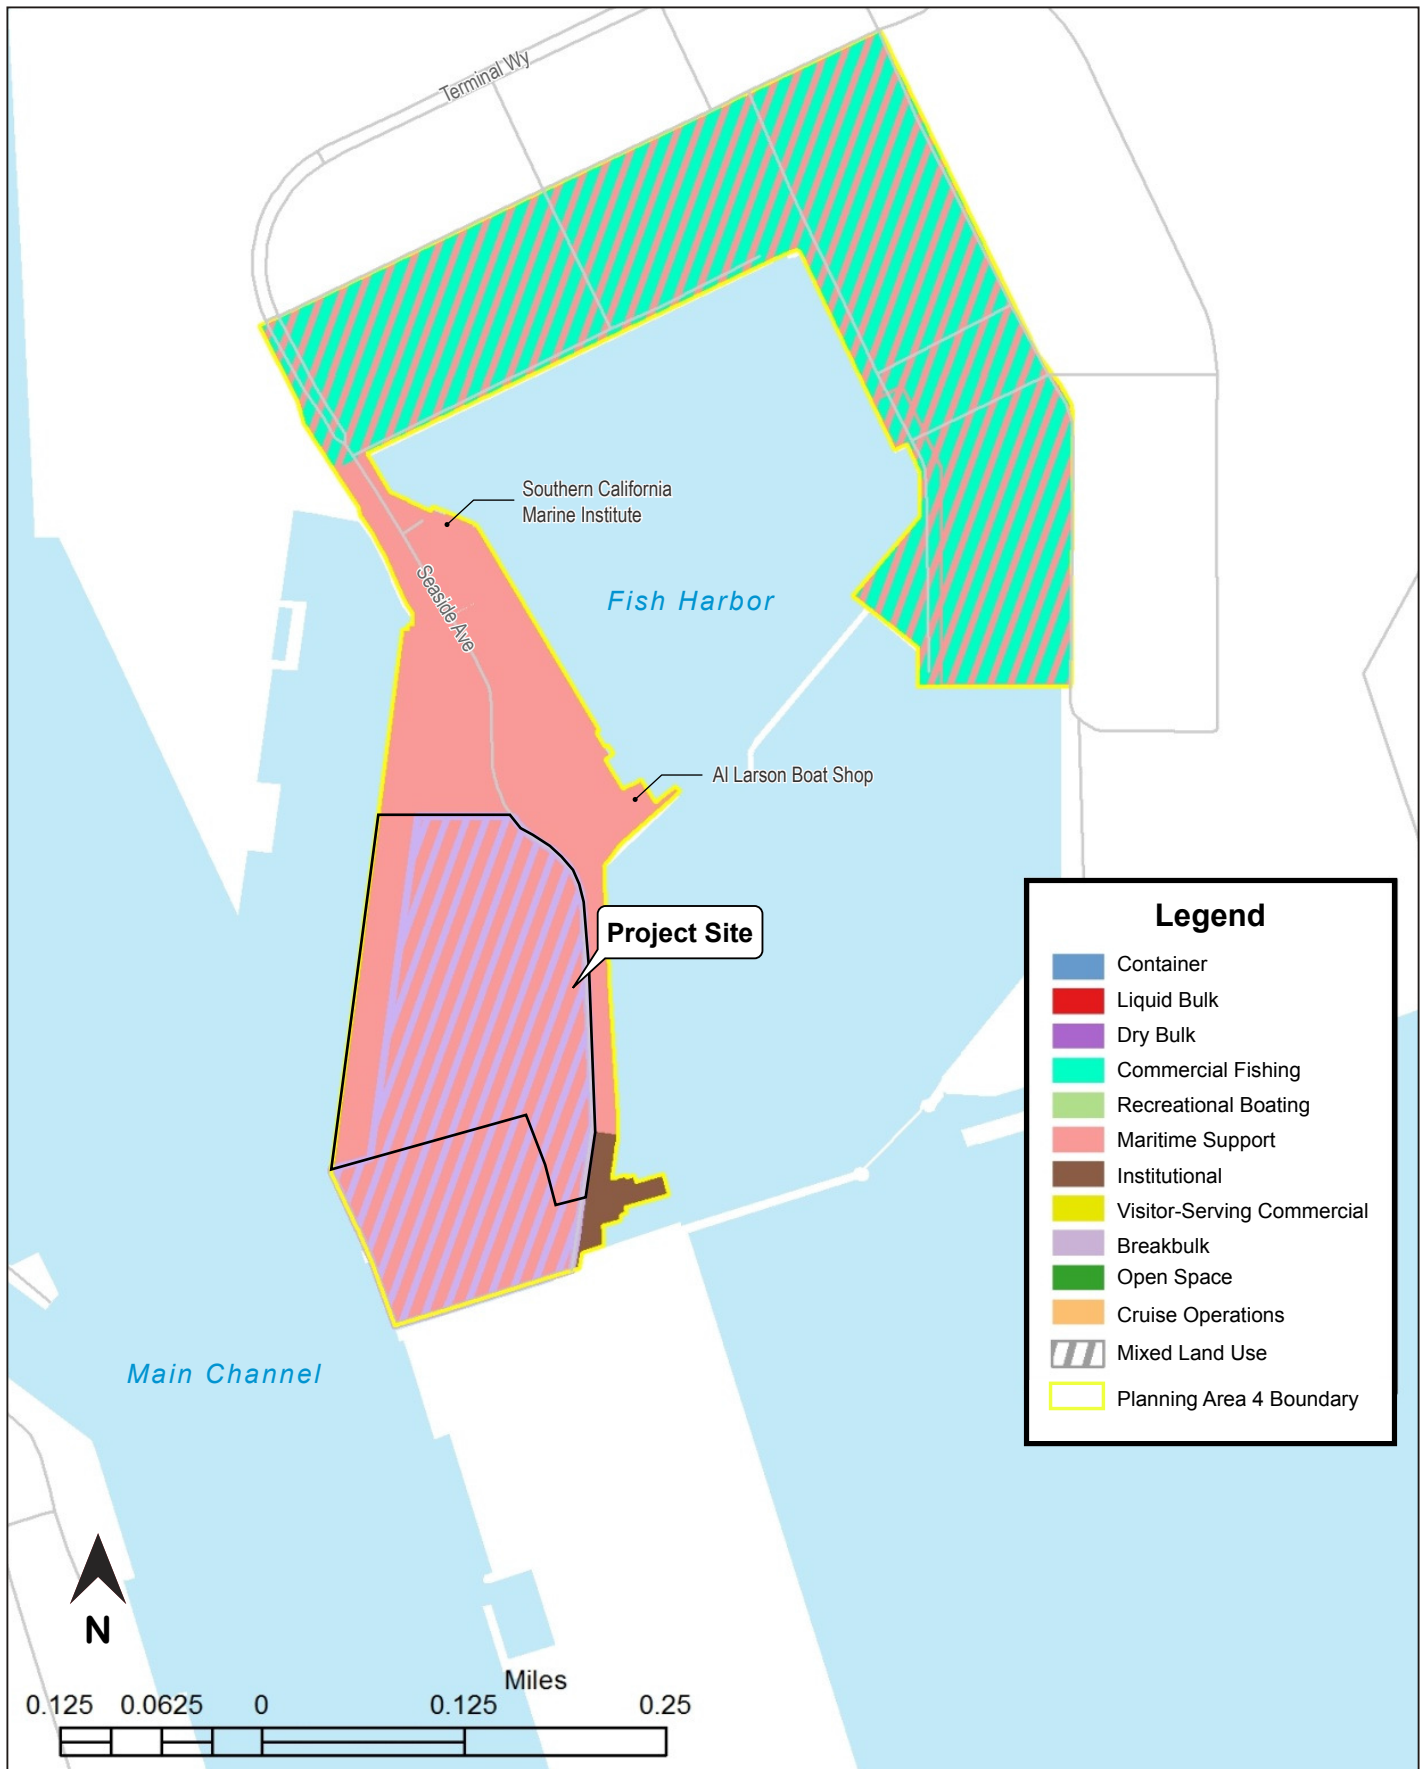 Terminal Wy
Southern California
Marine Institute
Seaside Ave
Fish Harbor
Al Larson Boat Shop
Project Site
Main Channel
Legend
Container
Liquid Bulk
Dry Bulk
Commercial Fishing
Recreational Boating
Maritime Support
Institutional
Visitor-Serving Commercial
Breakbulk
Open Space
Cruise Operations
Mixed Land Use
Planning Area 4 Boundary
N
Miles
0.125 0.0625 0 0.125 0.25